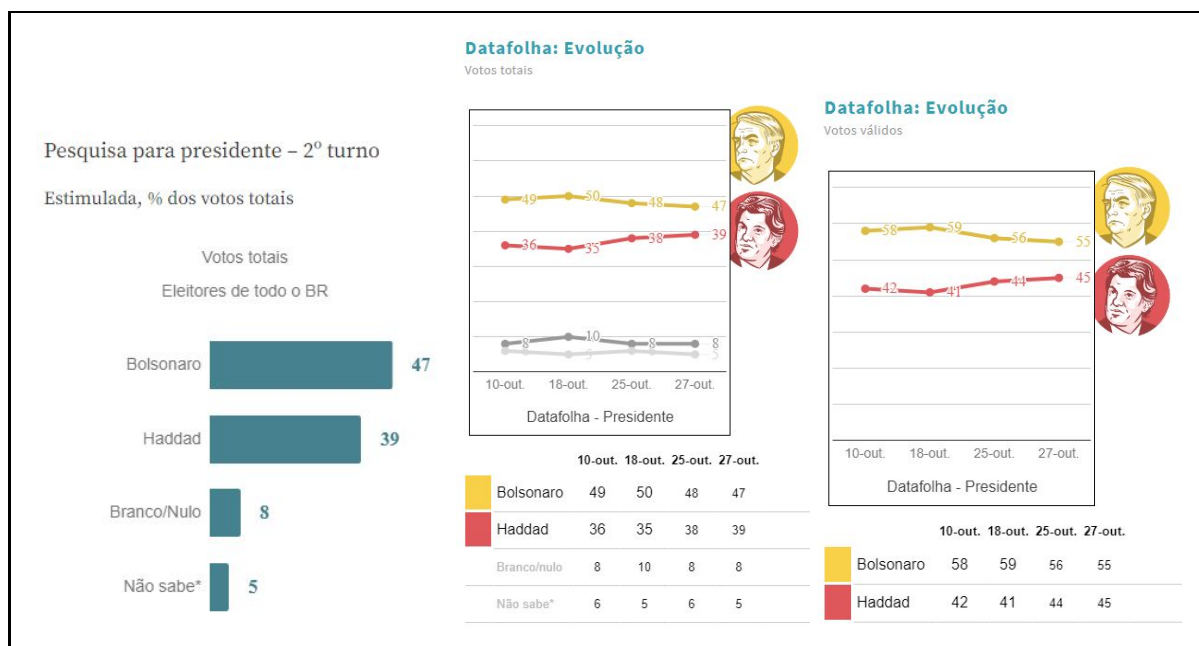 Pesquisa para presidente – 2º turno
Estimulada, % dos votos totais
Votos totais
Eleitores de todo o BR
Bolsonaro 47
Haddad 39
Branco/Nulo 8
Não sabe* 5
Datafolha: Evolução
Votos totais
49 50 48 47
36 35 38 39
8 10 8 8
5 5
10-out. 18-out. 25-out. 27-out.
Datafolha - Presidente
10-out. 18-out. 25-out. 27-out.
Bolsonaro 49 50 48 47
Haddad 36 35 38 39
Branco/nulo 8 10 8 8
Não sabe* 6 5 6 5
Datafolha: Evolução
Votos válidos
58 59 56 55
42 41 44 45
10-out. 18-out. 25-out. 27-out.
Datafolha - Presidente
10-out. 18-out. 25-out. 27-out.
Bolsonaro 58 59 56 55
Haddad 42 41 44 45